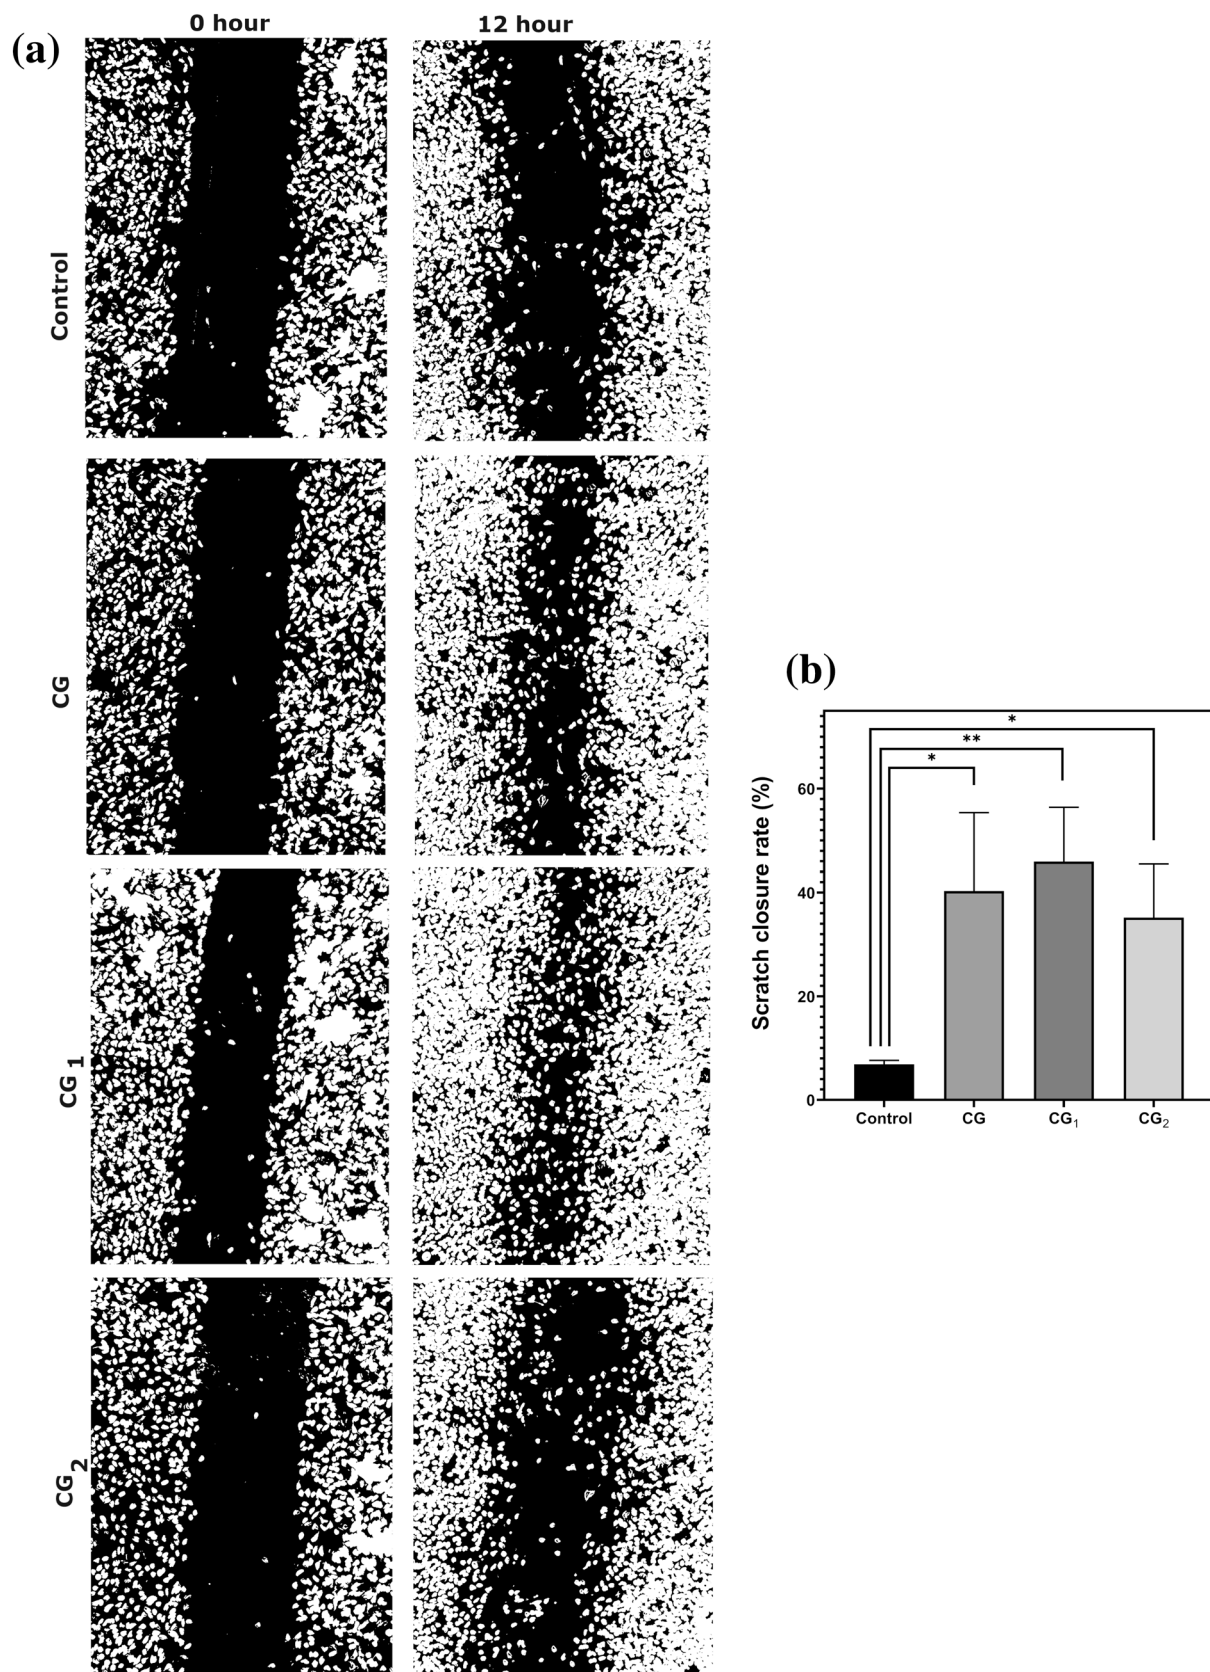 (a)
0 hour
12 hour
Control
CG
CG 1
CG 2
(b)
Scratch closure rate (%)
60
40
20
0
*
**
*
Control
CG
CG₁
CG₂